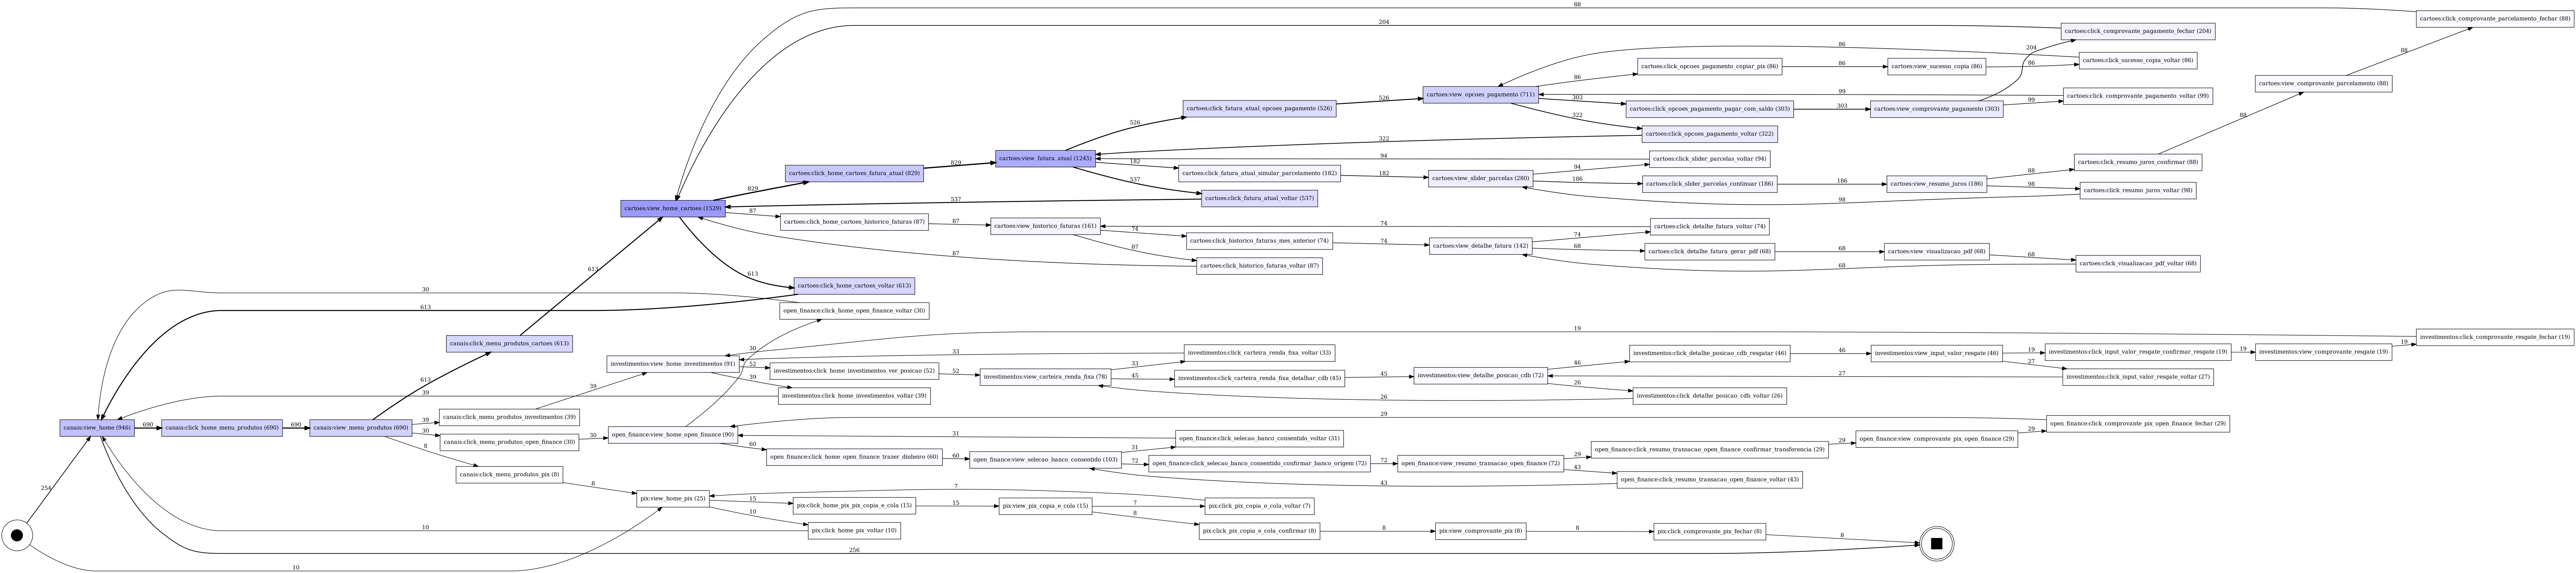 88
cartoes:click_comprovante_parcelamento_fechar (88)
204
cartoes:click_comprovante_pagamento_fechar (204)
86
204
88
cartoes:click_sucesso_copia_voltar (86)
cartoes:click_opcoes_pagamento_copiar_pix (86)
86
cartoes:view_sucesso_copia (86)
86
86
cartoes:view_comprovante_parcelamento (88)
cartoes:view_opcoes_pagamento (711)
99
cartoes:click_comprovante_pagamento_voltar (99)
526
303
cartoes:click_fatura_atual_opcoes_pagamento (526)
cartoes:click_opcoes_pagamento_pagar_com_saldo (303)
303
cartoes:view_comprovante_pagamento (303)
99
322
88
526
cartoes:click_opcoes_pagamento_voltar (322)
322
94
cartoes:view_fatura_atual (1245)
cartoes:click_slider_parcelas_voltar (94)
829
182
cartoes:click_resumo_juros_confirmar (88)
94
cartoes:click_home_cartoes_fatura_atual (829)
cartoes:click_fatura_atual_simular_parcelamento (182)
182
cartoes:view_slider_parcelas (280)
88
537
186
cartoes:click_slider_parcelas_continuar (186)
186
cartoes:view_resumo_juros (186)
98
829
cartoes:click_resumo_juros_voltar (98)
cartoes:click_fatura_atual_voltar (537)
537
98
cartoes:view_home_cartoes (1529)
87
cartoes:click_home_cartoes_historico_faturas (87)
87
cartoes:view_historico_faturas (161)
74
cartoes:click_detalhe_fatura_voltar (74)
74
74
cartoes:click_historico_faturas_mes_anterior (74)
74
cartoes:view_detalhe_fatura (142)
87
68
cartoes:click_detalhe_fatura_gerar_pdf (68)
68
cartoes:view_visualizacao_pdf (68)
87
68
cartoes:click_historico_faturas_voltar (87)
68
cartoes:click_visualizacao_pdf_voltar (68)
613
613
cartoes:click_home_cartoes_voltar (613)
30
613
open_finance:click_home_open_finance_voltar (30)
19
investimentos:click_comprovante_resgate_fechar (19)
canais:click_menu_produtos_cartoes (613)
30
33
investimentos:click_carteira_renda_fixa_voltar (33)
investimentos:click_detalhe_posicao_cdb_resgatar (46)
46
investimentos:view_input_valor_resgate (46)
19
investimentos:click_input_valor_resgate_confirmar_resgate (19)
19
investimentos:view_comprovante_resgate (19)
19
investimentos:view_home_investimentos (91)
52
investimentos:click_home_investimentos_ver_posicao (52)
52
33
46
27
613
39
investimentos:view_carteira_renda_fixa (78)
45
investimentos:click_carteira_renda_fixa_detalhar_cdb (45)
45
investimentos:view_detalhe_posicao_cdb (72)
27
investimentos:click_input_valor_resgate_voltar (27)
39
26
39
investimentos:click_home_investimentos_voltar (39)
26
investimentos:click_detalhe_posicao_cdb_voltar (26)
39
canais:click_menu_produtos_investimentos (39)
29
open_finance:click_comprovante_pix_open_finance_fechar (29)
canais:view_home (946)
690
canais:click_home_menu_produtos (690)
690
canais:view_menu_produtos (690)
30
canais:click_menu_produtos_open_finance (30)
30
open_finance:view_home_open_finance (90)
31
open_finance:click_selecao_banco_consentido_voltar (31)
29
open_finance:view_comprovante_pix_open_finance (29)
29
60
31
open_finance:click_resumo_transacao_open_finance_confirmar_transferencia (29)
8
open_finance:click_home_open_finance_trazer_dinheiro (60)
60
open_finance:view_selecao_banco_consentido (103)
72
open_finance:click_selecao_banco_consentido_confirmar_banco_origem (72)
72
open_finance:view_resumo_transacao_open_finance (72)
29
43
canais:click_menu_produtos_pix (8)
8
43
open_finance:click_resumo_transacao_open_finance_voltar (43)
254
7
pix:view_home_pix (25)
15
pix:click_home_pix_pix_copia_e_cola (15)
15
pix:view_pix_copia_e_cola (15)
7
pix:click_pix_copia_e_cola_voltar (7)
10
8
10
pix:click_home_pix_voltar (10)
pix:click_pix_copia_e_cola_confirmar (8)
8
pix:view_comprovante_pix (8)
8
pix:click_comprovante_pix_fechar (8)
8
256
10